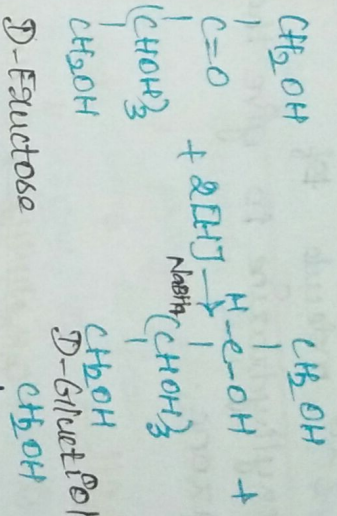 CH₂OH CH₂OH
C=O + 2[H] → H-C-OH +
NaBH₄
(CHOH)₃ (CHOH)₃
CH₂OH CH₂OH
D-Fructose D-Glucitol
CH₂OH